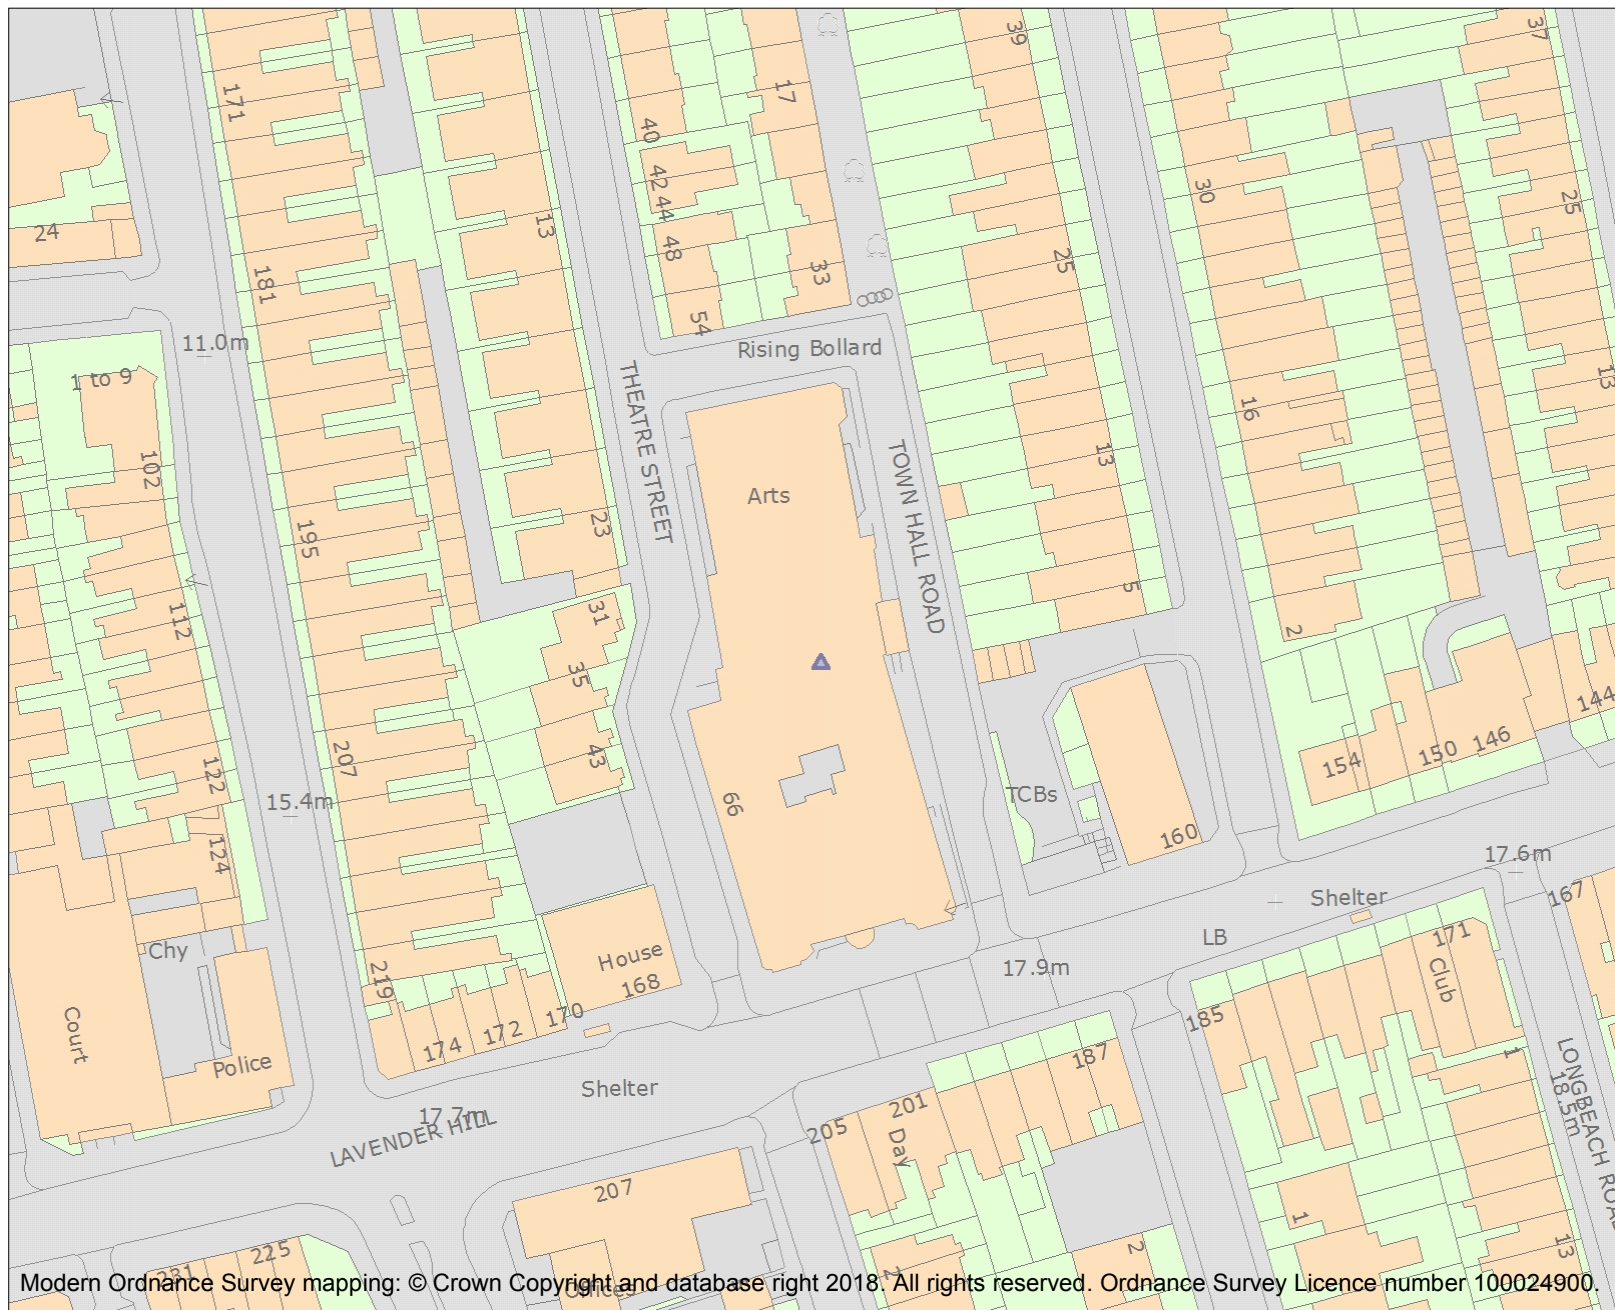 39
37
171
17
40
42
44
30
25
13
24
48
181
33
25
54
11.0m
Rising Bollard
1 to 9
THEATRE STREET
13
16
102
TOWN HALL ROAD
13
Arts
195
23
5
31
112
2
35
144
207
43
146
150
154
122
15.4m
66
TCBs
124
160
17.6m
Shelter
167
Chy
LB
171
House
17.9m
Club
219
168
170
185
Court
174
172
187
1
LONGBEACH ROA
Police
Shelter
18.5m
17.7m
LAVENDER HILL
201
205
Day
207
1
13
2
225
231
2
Offices
Modern Ordnance Survey mapping: © Crown Copyright and database right 2018. All rights reserved. Ordnance Survey Licence number 100024900.